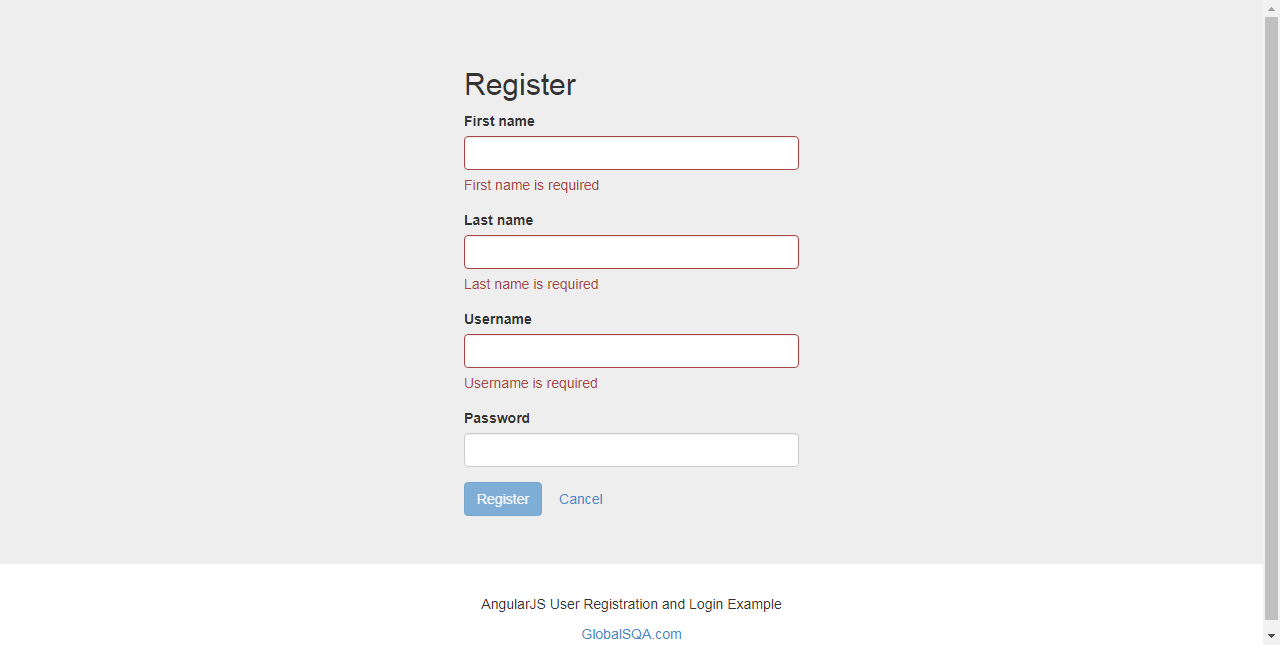 Register
First name
First name is required
Last name
Last name is required
Username
Username is required
Password
Register Cancel
AngularJS User Registration and Login Example
GlobalSQA.com